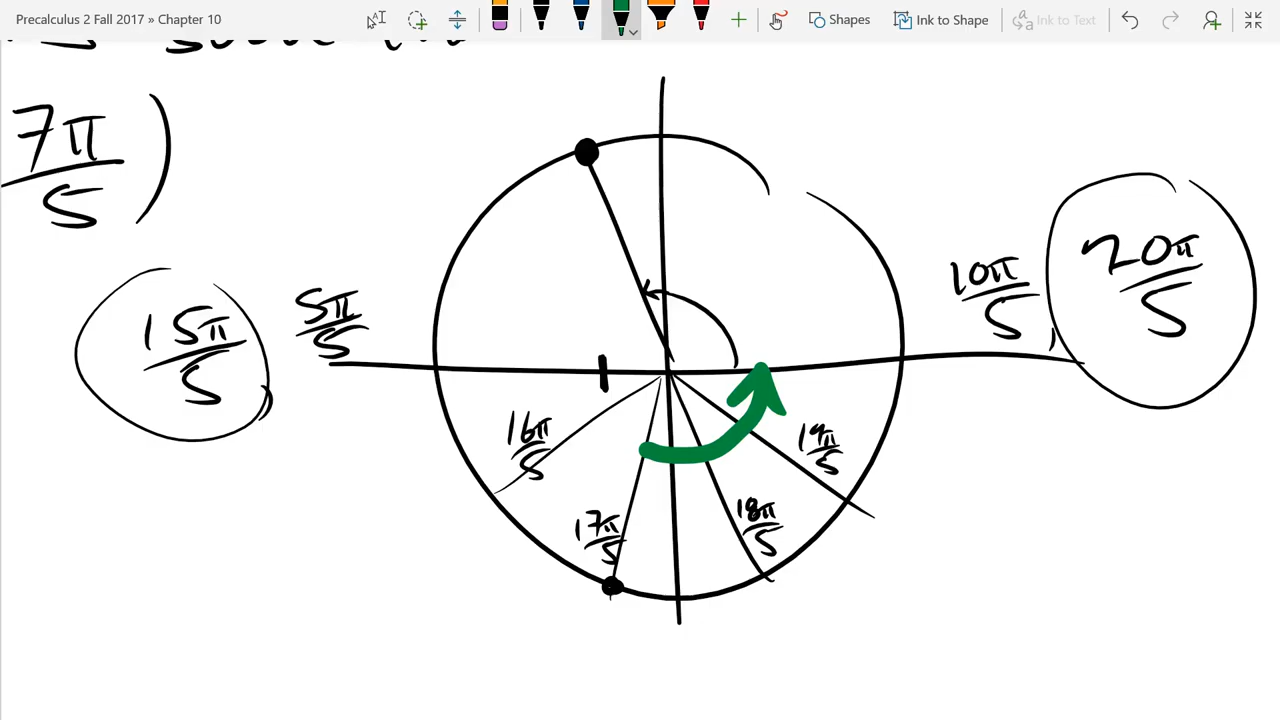 Precalculus 2 Fall 2017 » Chapter 10
Shapes
Ink to Shape
Ink to Text
7π/5)
15π/5,
5π/5
10π/5,
20π/5
16π/5
17π/5
18π/5
19π/5